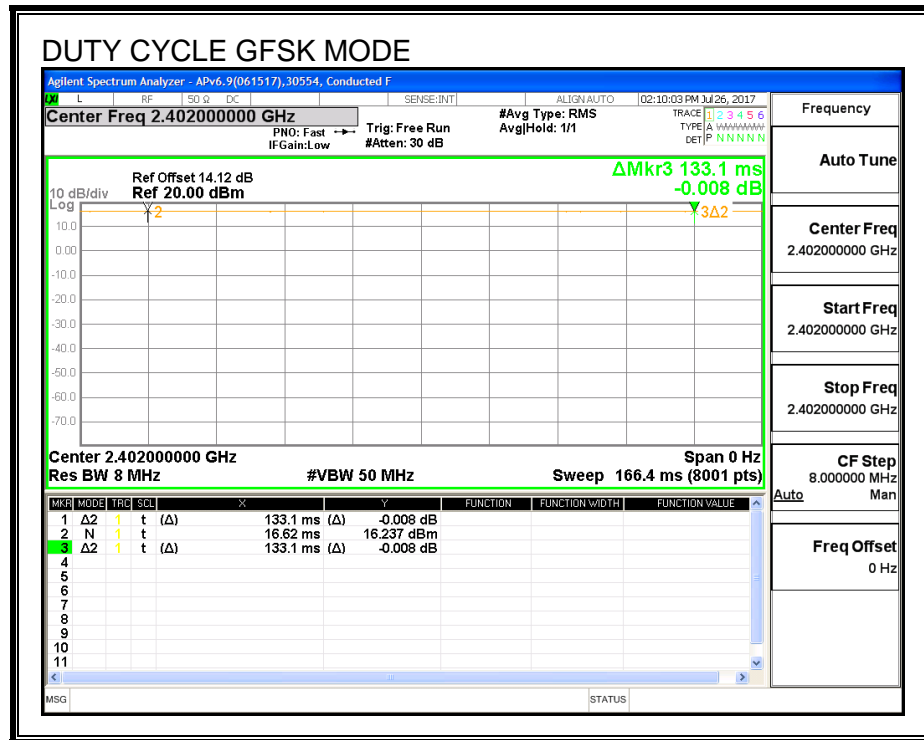 DUTY CYCLE GFSK MODE
Agilent Spectrum Analyzer - APv6.9(061517),30554, Conducted F
LXI L RF 50 Ω DC SENSE:INT ALIGN AUTO 02:10:03 PM Jul 26, 2017
Center Freq 2.402000000 GHz
PNO: Fast
IFGain:Low
Trig: Free Run
#Atten: 30 dB
#Avg Type: RMS
Avg|Hold: 1/1
TRACE 1 2 3 4 5 6
TYPE A WWWWW
DET P N N N N N
Ref Offset 14.12 dB
10 dB/div Ref 20.00 dBm
Log
ΔMkr3 133.1 ms
-0.008 dB
2
3Δ2
10.0
0.00
-10.0
-20.0
-30.0
-40.0
-50.0
-60.0
-70.0
Center 2.402000000 GHz Span 0 Hz
Res BW 8 MHz #VBW 50 MHz Sweep 166.4 ms (8001 pts)
MKR MODE TRC SCL X Y FUNCTION FUNCTION WIDTH FUNCTION VALUE
1 Δ2 1 t (Δ) 133.1 ms (Δ) -0.008 dB
2 N 1 t 16.62 ms 16.237 dBm
3 Δ2 1 t (Δ) 133.1 ms (Δ) -0.008 dB
4
5
6
7
8
9
10
11
MSG STATUS
Frequency
Auto Tune
Center Freq
2.402000000 GHz
Start Freq
2.402000000 GHz
Stop Freq
2.402000000 GHz
CF Step
8.000000 MHz
Auto Man
Freq Offset
0 Hz